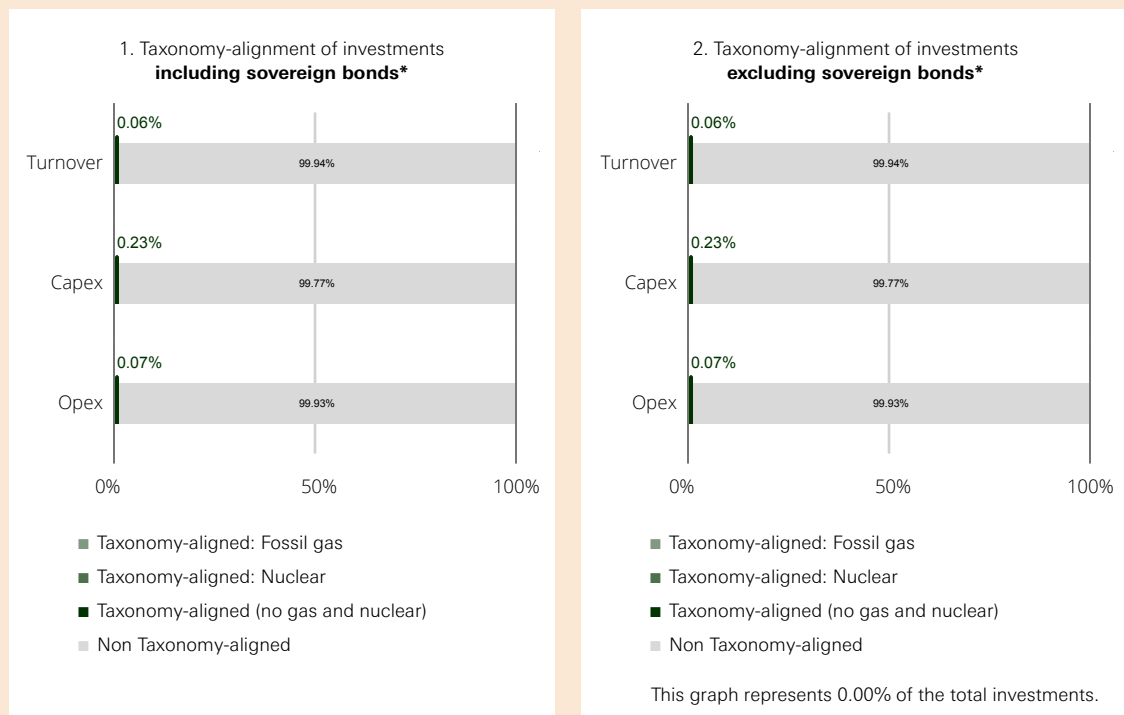 1. Taxonomy-alignment of investments
including sovereign bonds*
0.06%
Turnover
99.94%
0.23%
Capex
99.77%
0.07%
Opex
99.93%
0%
50%
100%
Taxonomy-aligned: Fossil gas
Taxonomy-aligned: Nuclear
Taxonomy-aligned (no gas and nuclear)
Non Taxonomy-aligned
2. Taxonomy-alignment of investments
excluding sovereign bonds*
0.06%
Turnover
99.94%
0.23%
Capex
99.77%
0.07%
Opex
99.93%
0%
50%
100%
Taxonomy-aligned: Fossil gas
Taxonomy-aligned: Nuclear
Taxonomy-aligned (no gas and nuclear)
Non Taxonomy-aligned
This graph represents 0.00% of the total investments.